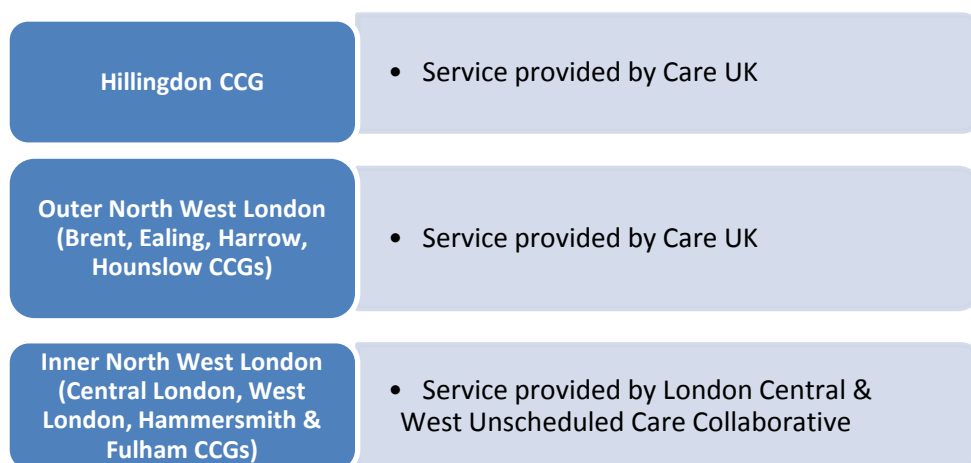 Hillingdon CCG
• Service provided by Care UK
Outer North West London
(Brent, Ealing, Harrow,
Hounslow CCGs)
• Service provided by Care UK
Inner North West London
(Central London, West
London, Hammersmith &
Fulham CCGs)
• Service provided by London Central &
West Unscheduled Care Collaborative